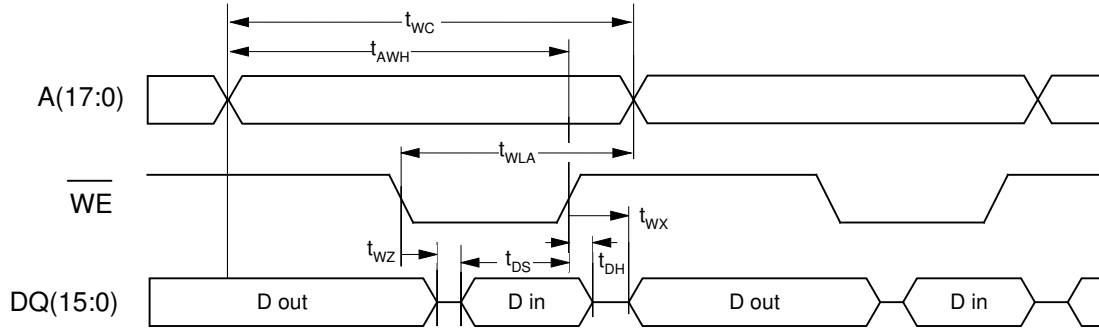 tWC
tAWH
A(17:0)
tWLA
WE
tWX
tWZ
tDS
tDH
DQ(15:0)
D out
D in
D out
D in